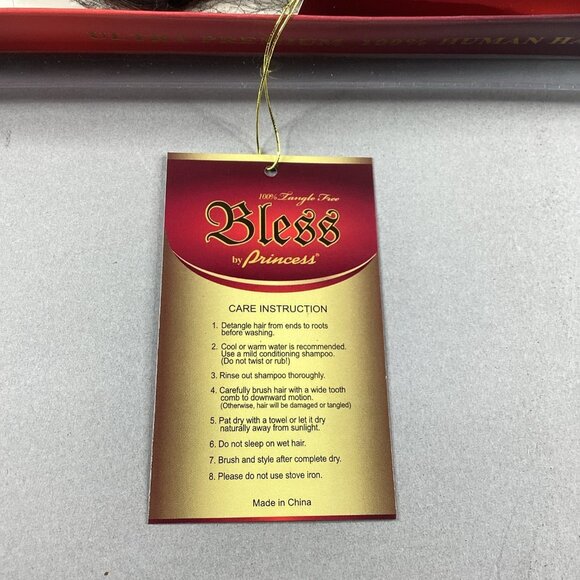 ULTRA PREMIUM 100% HUMAN
100% Tangle Free
Bless
by Princess®
CARE INSTRUCTION
1. Detangle hair from ends to roots
before washing.
2. Cool or warm water is recommended.
Use a mild conditioning shampoo.
(Do not twist or rub!)
3. Rinse out shampoo thoroughly.
4. Carefully brush hair with a wide tooth
comb to downward motion.
(Otherwise, hair will be damaged or tangled)
5. Pat dry with a towel or let it dry
naturally away from sunlight.
6. Do not sleep on wet hair.
7. Brush and style after complete dry.
8. Please do not use stove iron.
Made in China